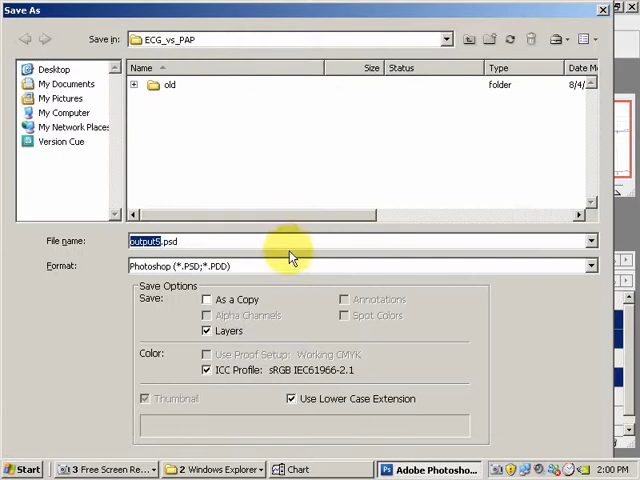 Save As
Save in: ECG_vs_PAP
Desktop
My Documents
My Pictures
My Computer
My Network Places
Version Cue
Name Size Status Type Date M
old folder 8/4/
File name: output5.psd
Format: Photoshop (*.PSD;*.PDD)
Save Options
Save: As a Copy Annotations
Alpha Channels Spot Colors
Layers
Color: Use Proof Setup: Working CMYK
ICC Profile: sRGB IEC61966-2.1
Thumbnail Use Lower Case Extension
Start 3 Free Screen Re... 2 Windows Explorer Chart Adobe Photosho... 2:00 PM